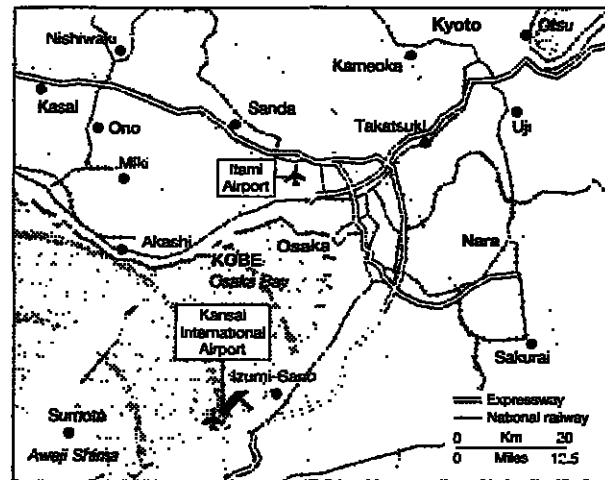 Kyoto
Otsu
Nishiwaki
Kameoka
Kasai
Sanda
Ono
Takatsuki
Uji
Miki
Itami
Airport
Akashi
Osaka
Nara
KOBE
Osaka Bay
Kansai
International
Airport
Sakurai
Izumi-Sano
Expressway
National railway
Sumota
0 Km 20
Awaji Shima
0 Miles 12.5